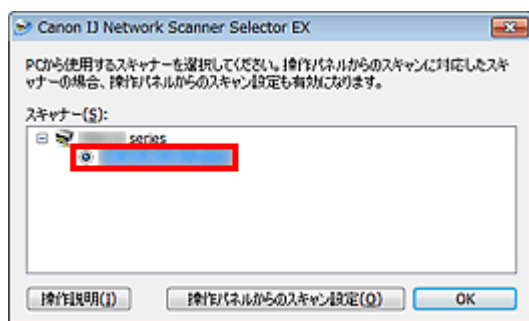 Canon IJ Network Scanner Selector EX
PCから使用するスキャナーを選択してください。操作パネルからのスキャンに対応したスキ
ャナーの場合、操作パネルからのスキャン設定も有効になります。
スキャナー(S):
series
操作説明(I)
操作パネルからのスキャン設定(O)
OK